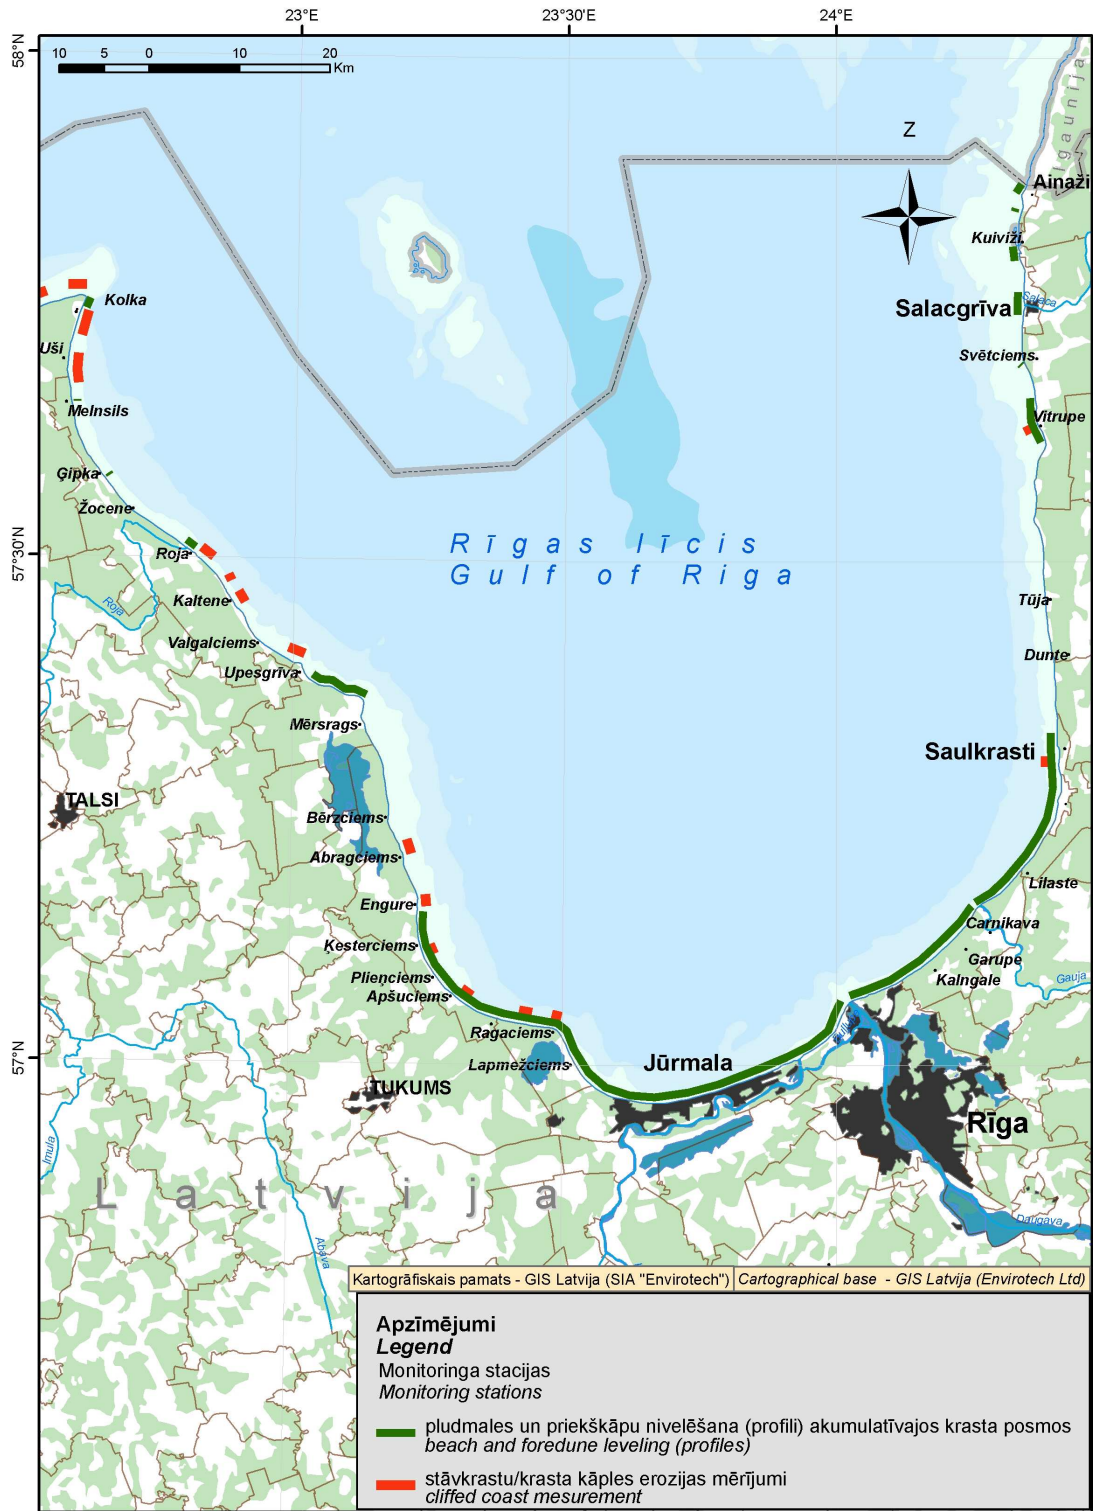 23°E
23°30'E
24°E
58°N
10 5 0 10 20
Km
Igaunija
Z
Ainaži
Kuiviži
Kolka
Salaca
Salacgrīva
Uši
Svētciems
Melnsils
Vitrupe
Ģipka
Žocene
57°30'N
Rīgas līcis
Gulf of Riga
Roja
Kaltene
Roja
Tūja
Valgalciems
Dunte
Upesgrīva
Mērsrags
Saulkrasti
TALSI
Bērzciems
Abragciems
Lilaste
Engure
Carnikava
Ķesterciems
Garupe
Plieņciems
Kalngale
Gauja
Apšuciems
Ragaciems
57°N
Lapmežciems
Jūrmala
TUKUMS
Rīga
Imula
Latvija
Daugava
Abava
Kartogrāfiskais pamats - GIS Latvija (SIA "Envirotech")
Cartographical base - GIS Latvija (Envirotech Ltd)
Apzīmējumi
Legend
Monitoringa stacijas
Monitoring stations
pludmales un priekškāpu nivelēšana (profili) akumulatīvajos krasta posmos
beach and foredune leveling (profiles)
stāvkrastu/krasta kāples erozijas mērījumi
cliffed coast mesurement